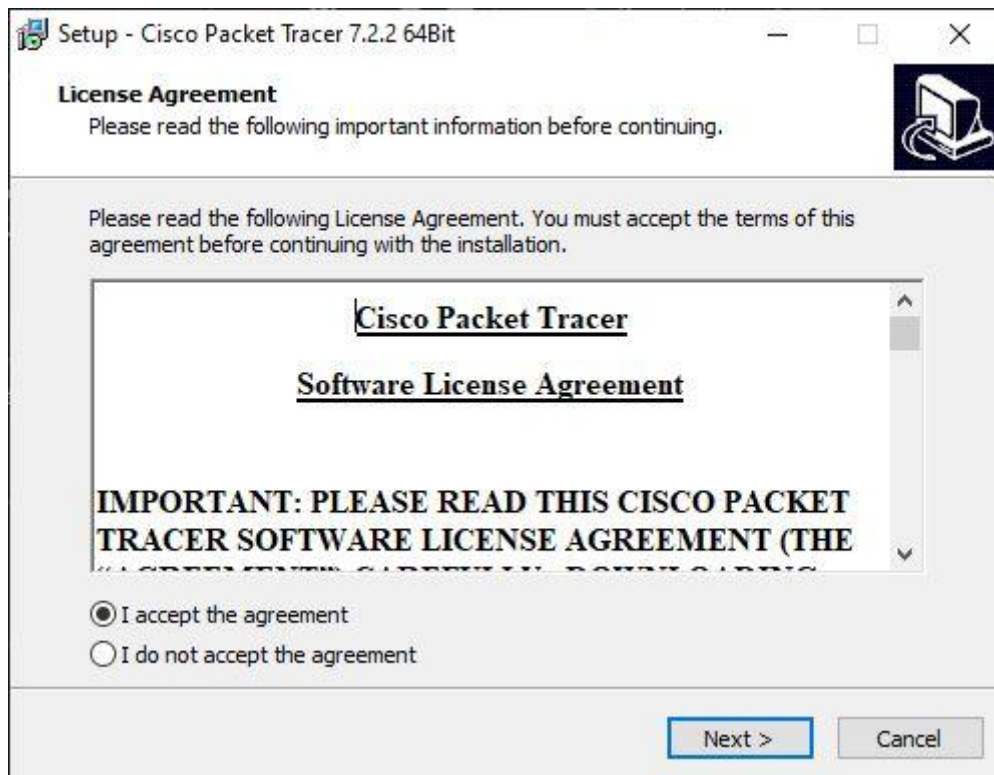 Setup - Cisco Packet Tracer 7.2.2 64Bit
License Agreement
Please read the following important information before continuing.
Please read the following License Agreement. You must accept the terms of this
agreement before continuing with the installation.
Cisco Packet Tracer
Software License Agreement
IMPORTANT: PLEASE READ THIS CISCO PACKET
TRACER SOFTWARE LICENSE AGREEMENT (THE
“AGREEMENT”) CAREFULLY. DOWNLOADING
I accept the agreement
I do not accept the agreement
Next >
Cancel